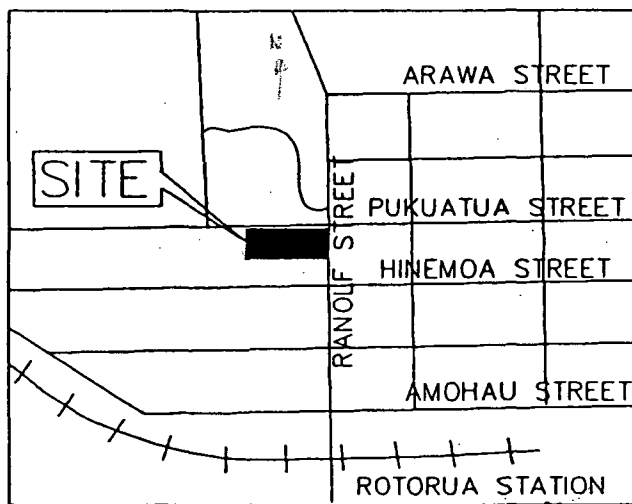 N
ARAWA STREET
SITE
PUKUATUA STREET
RANOLF STREET
HINEMOA STREET
AMOHAU STREET
ROTORUA STATION